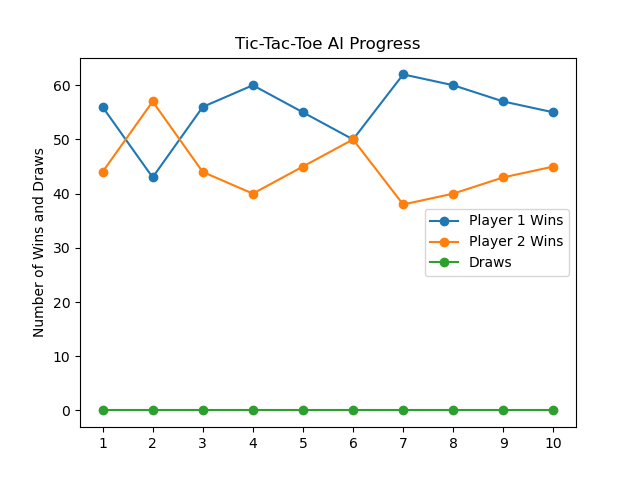 Tic-Tac-Toe AI Progress
Number of Wins and Draws
60
50
40
30
20
10
0
Player 1 Wins
Player 2 Wins
Draws
1 2 3 4 5 6 7 8 9 10